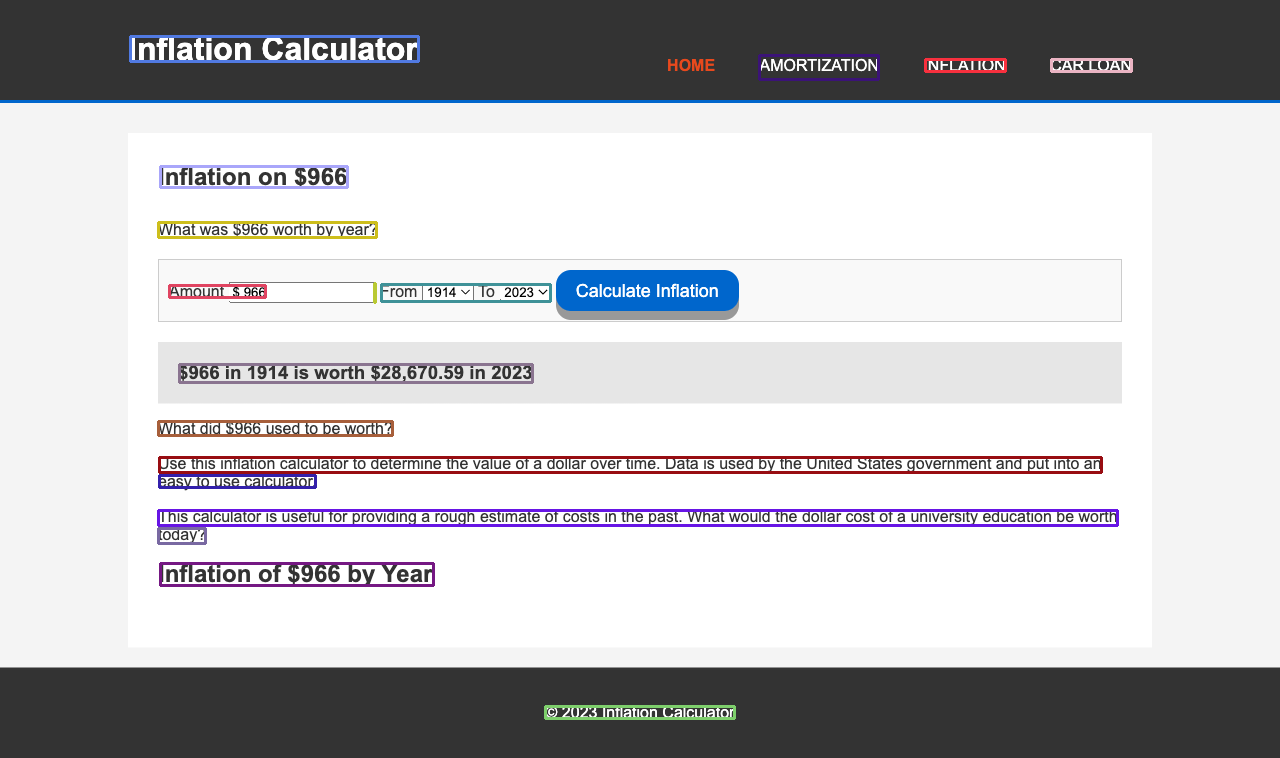 Inflation Calculator
HOME AMORTIZATION INFLATION CAR LOAN
Inflation on $966
What was $966 worth by year?
Amount $ 966 From 1914 To 2023 Calculate Inflation
$966 in 1914 is worth $28,670.59 in 2023
What did $966 used to be worth?
Use this inflation calculator to determine the value of a dollar over time. Data is used by the United States government and put into an
easy to use calculator.
This calculator is useful for providing a rough estimate of costs in the past. What would the dollar cost of a university education be worth
today?
Inflation of $966 by Year
© 2023 Inflation Calculator